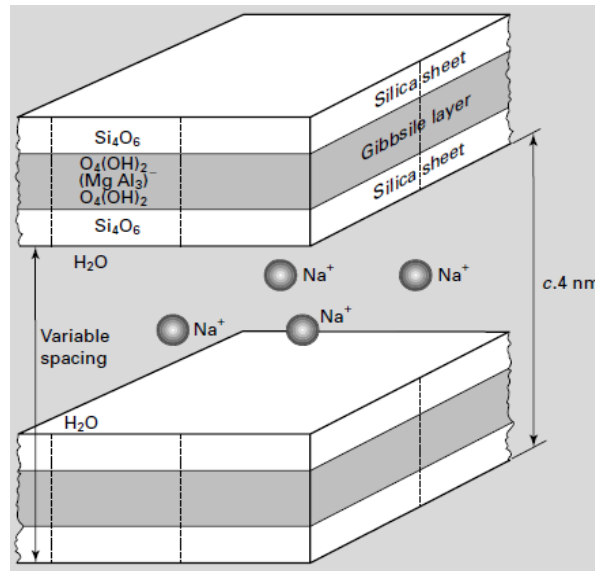 Silica sheet
Gibbsile layer
Silica sheet
Si₄O₆
O₄(OH)₂
(Mg Al₃)⁻
O₄(OH)₂
Si₄O₆
H₂O
Na⁺
Na⁺
c.4 nm
Na⁺
Na⁺
Variable
spacing
H₂O